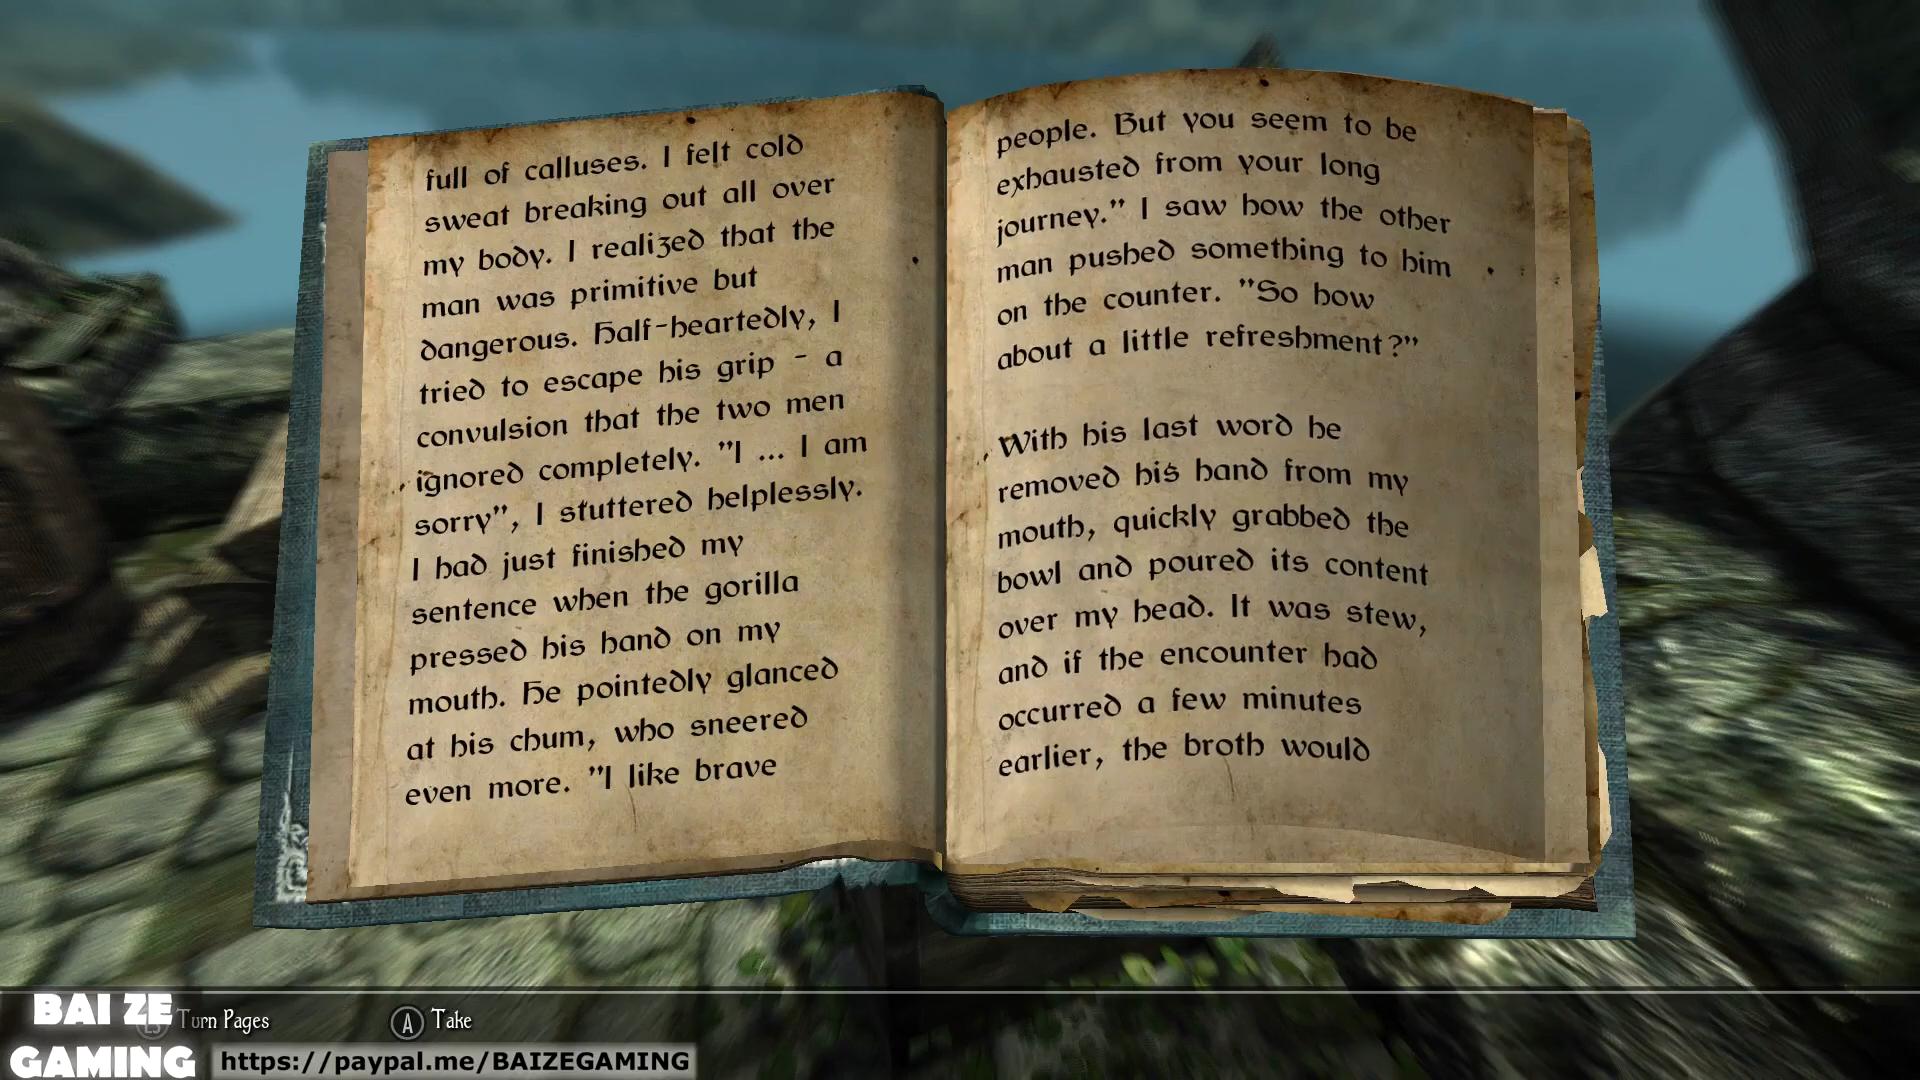 full of calluses. I felt cold
sweat breaking out all over
my body. I realized that the
man was primitive but
dangerous. Half-heartedly, I
tried to escape his grip - a
convulsion that the two men
ignored completely. "I ... I am
sorry", I stuttered helplessly.
I had just finished my
sentence when the gorilla
pressed his hand on my
mouth. He pointedly glanced
at his chum, who sneered
even more. "I like brave
people. But you seem to be
exhausted from your long
journey." I saw how the other
man pushed something to him
on the counter. "So how
about a little refreshment?"
With his last word he
removed his hand from my
mouth, quickly grabbed the
bowl and poured its content
over my head. It was stew,
and if the encounter had
occurred a few minutes
earlier, the broth would
Turn Pages
A Take
BAI ZE
GAMING
https://paypal.me/BAIZEGAMING